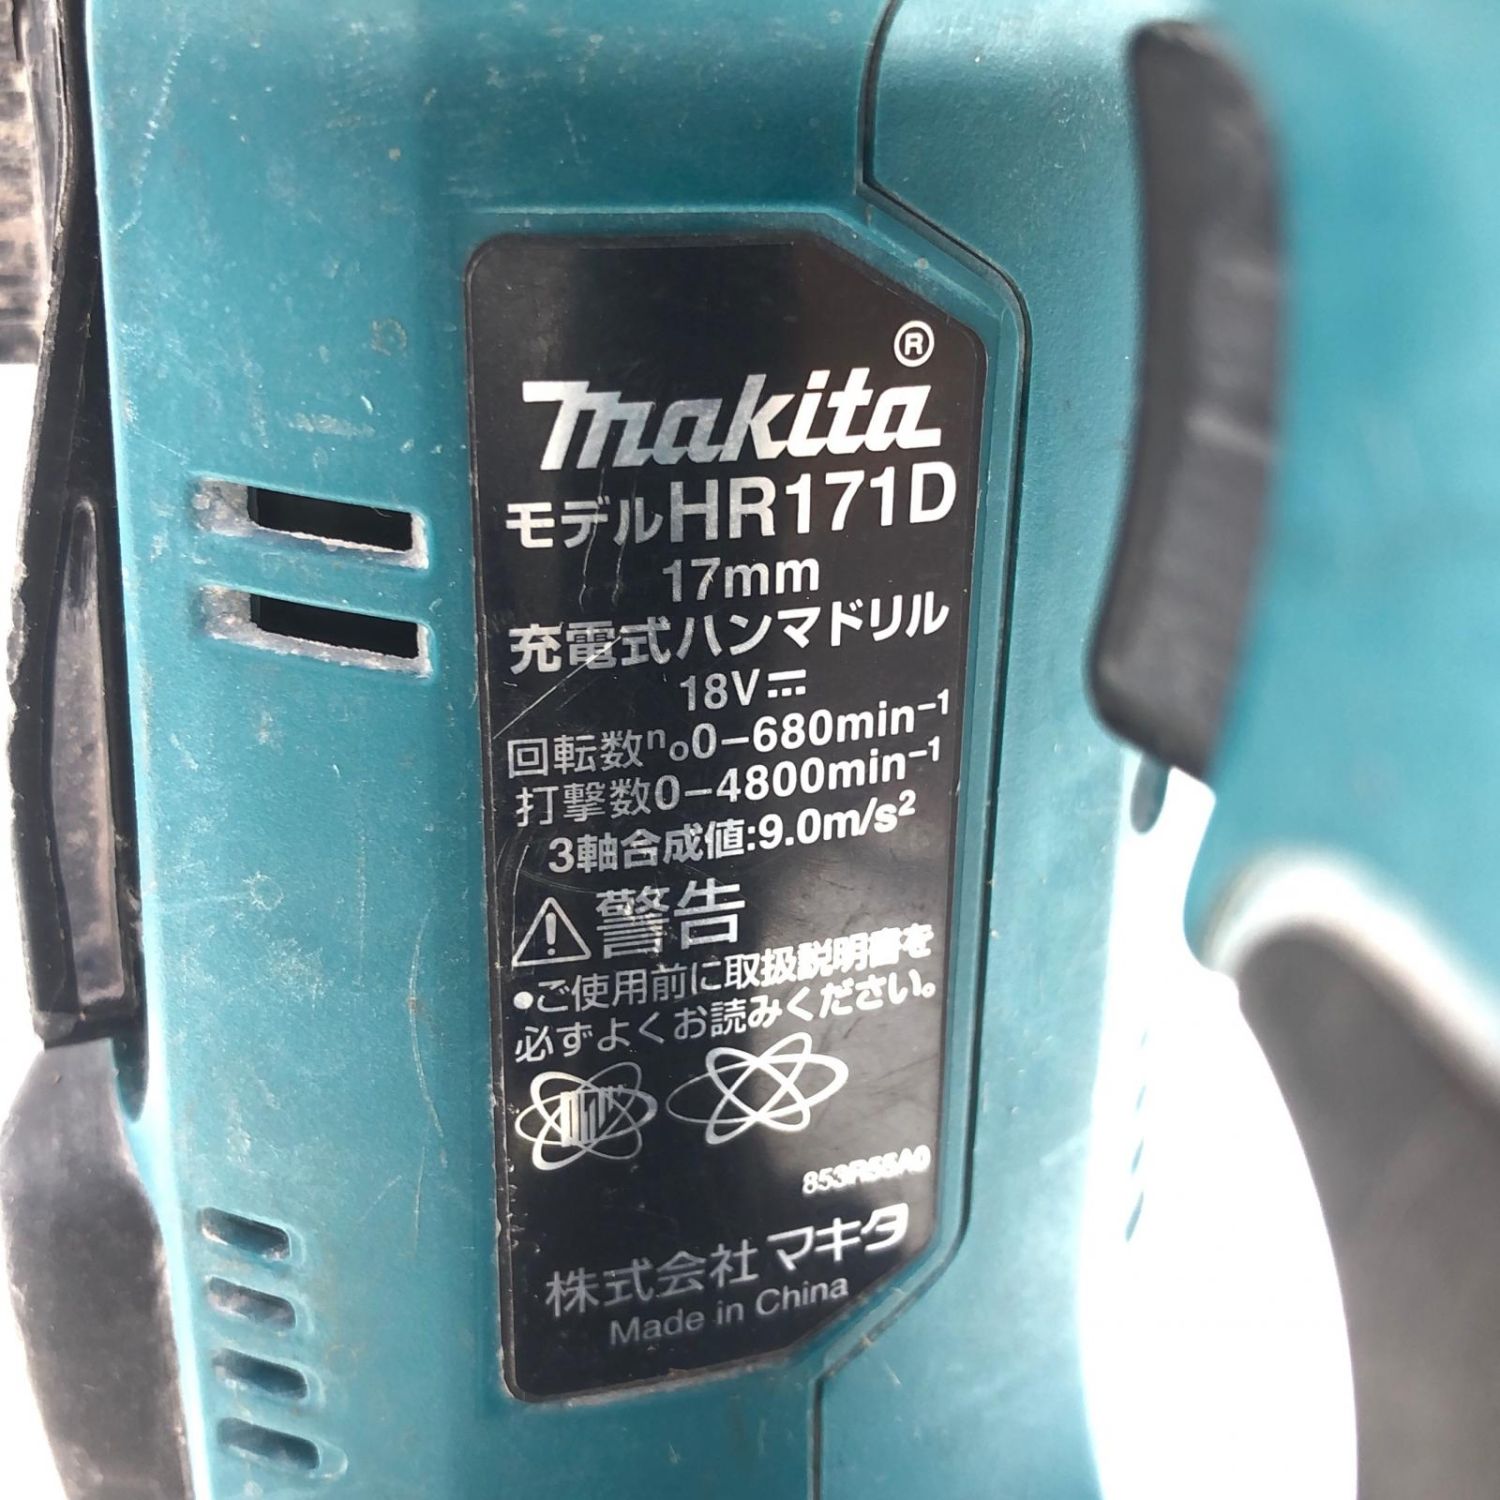 makita®
モデルHR171D
17mm
充電式ハンマドリル
18V⎓
回転数n₀0-680min⁻¹
打撃数0-4800min⁻¹
3軸合成値:9.0m/s²
⚠警告
•ご使用前に取扱説明書を
必ずよくお読みください。
853R55A0
株式会社マキタ
Made in China